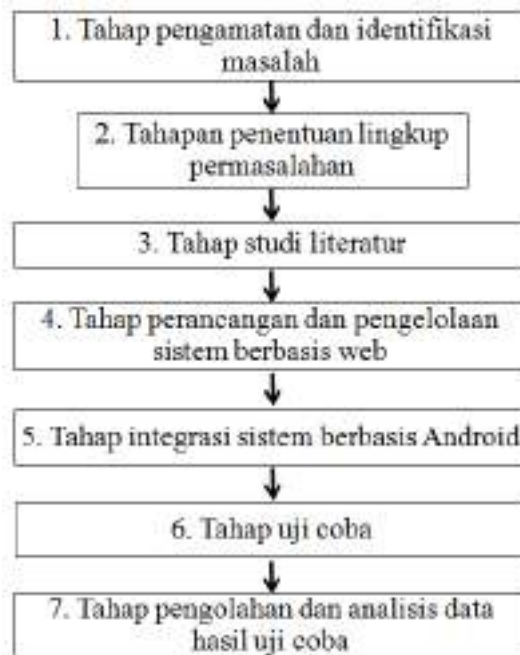 1. Tahap pengamatan dan identifikasi
masalah
2. Tahapan penentuan lingkup
permasalahan
3. Tahap studi literatur
4. Tahap perancangan dan pengelolaan
sistem berbasis web
5. Tahap integrasi sistem berbasis Android
6. Tahap uji coba
7. Tahap pengolahan dan analisis data
hasil uji coba